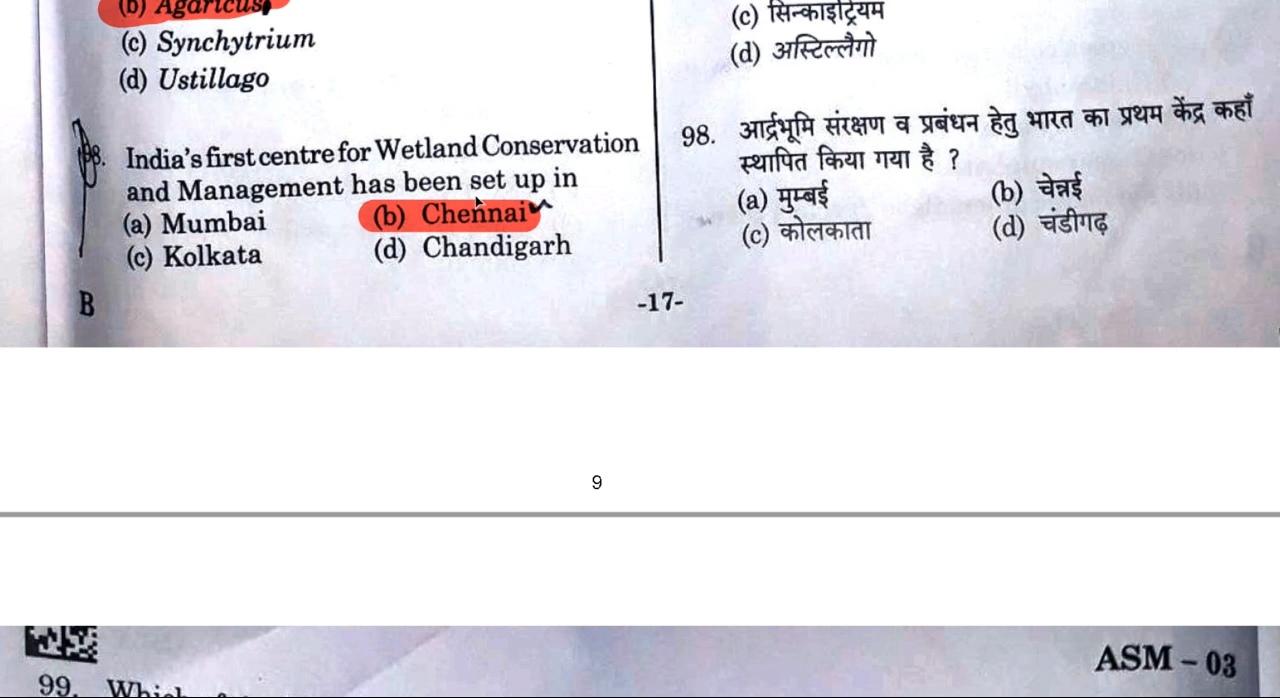 (b) Agaricus
(c) Synchytrium
(d) Ustillago
98. India's first centre for Wetland Conservation
and Management has been set up in
(a) Mumbai (b) Chennai
(c) Kolkata (d) Chandigarh
B
(c) सिन्काइट्रियम
(d) अस्टिल्लैगो
98. आर्द्रभूमि संरक्षण व प्रबंधन हेतु भारत का प्रथम केंद्र कहाँ
स्थापित किया गया है ?
(a) मुम्बई (b) चेन्नई
(c) कोलकाता (d) चंडीगढ़
-17-
9
ASM - 03
99. Which